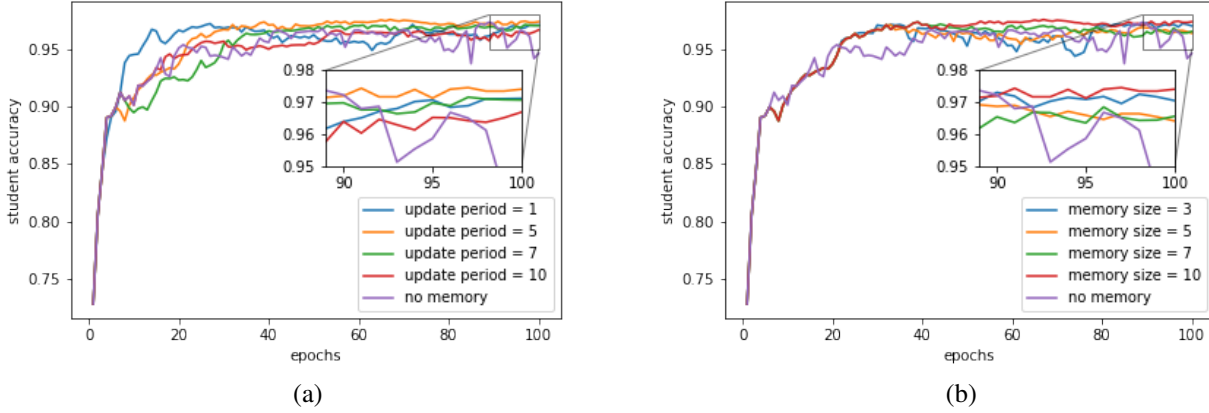 0.95
0.90
0.85
0.80
0.75
student accuracy
0.98
0.97
0.96
0.95
90
95
100
update period = 1
update period = 5
update period = 7
update period = 10
no memory
0
20
40
60
80
100
epochs
(a)
0.95
0.90
0.85
0.80
0.75
student accuracy
0.98
0.97
0.96
0.95
90
95
100
memory size = 3
memory size = 5
memory size = 7
memory size = 10
no memory
0
20
40
60
80
100
epochs
(b)